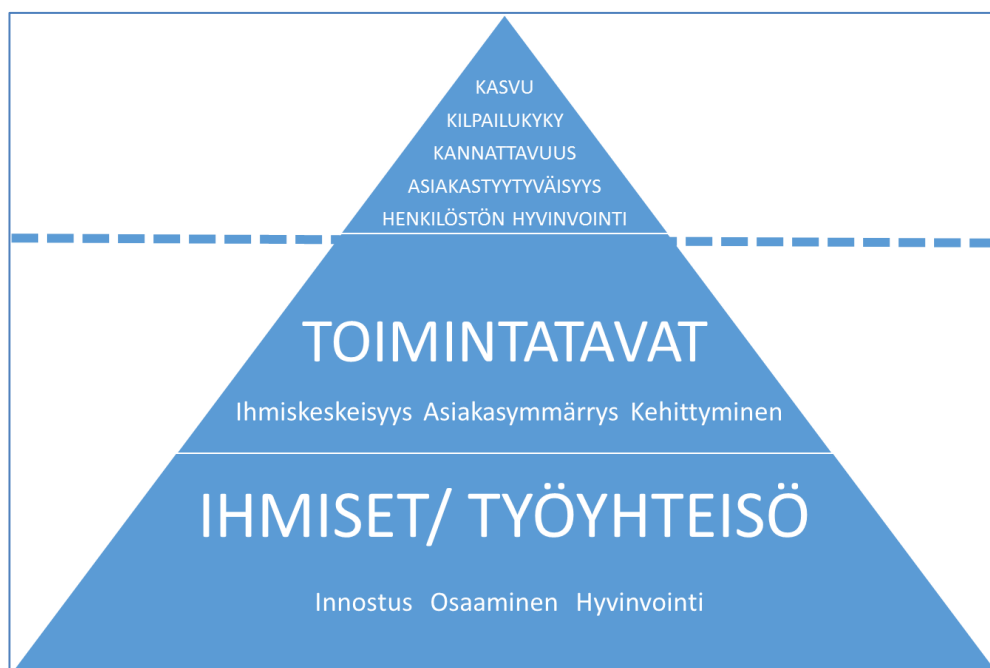 KASVU
KILPAILUKYKY
KANNATTAVUUS
ASIAKASTYYTYVÄISYYS
HENKILÖSTÖN HYVINVOINTI
TOIMINTATAVAT
Ihmiskeskeisyys Asiakasymmärrys Kehittyminen
IHMISET/ TYÖYHTEISÖ
Innostus Osaaminen Hyvinvointi